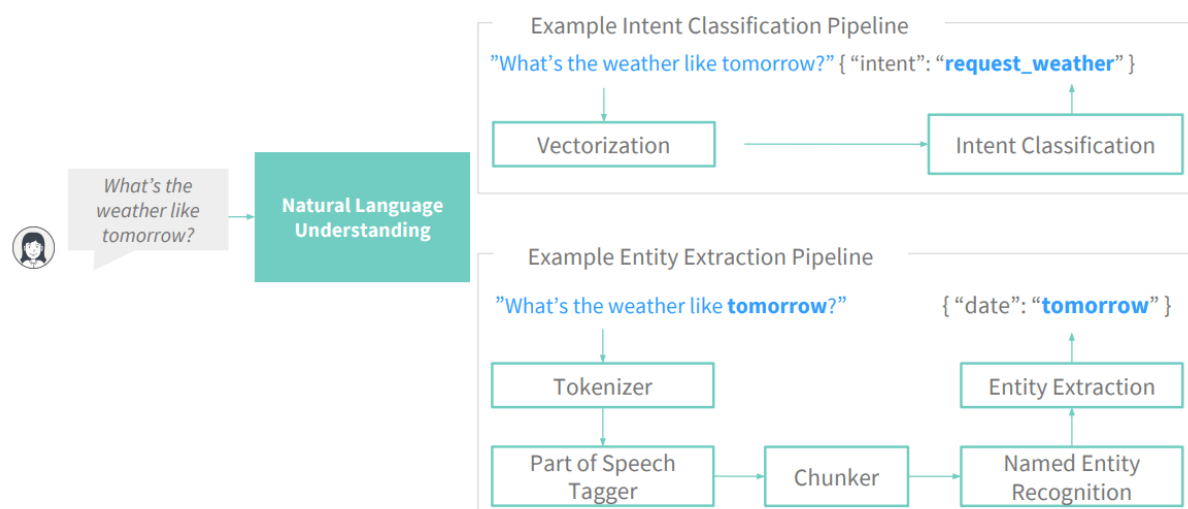 Example Intent Classification Pipeline
”What’s the weather like tomorrow?” { “intent”: “request_weather” }
Vectorization
Intent Classification
What’s the
weather like
tomorrow?
Natural Language
Understanding
Example Entity Extraction Pipeline
”What’s the weather like tomorrow?”
{ “date”: “tomorrow” }
Tokenizer
Entity Extraction
Part of Speech
Tagger
Chunker
Named Entity
Recognition